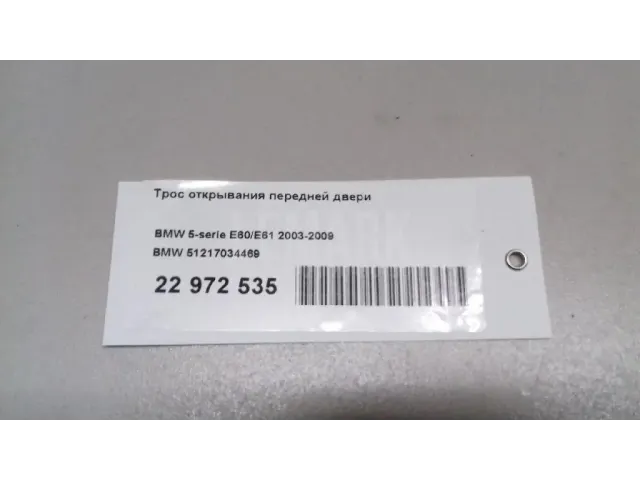 Трос открывания передней двери
BMW 5-serie E60/E61 2003-2009
BMW 51217034469
22 972 535